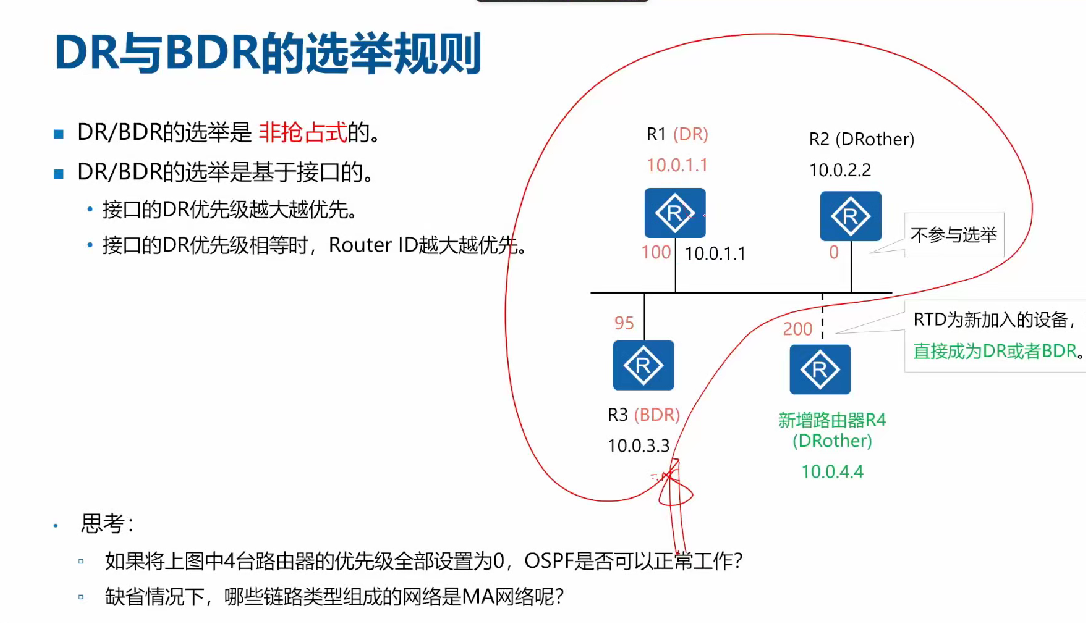 DR与BDR的选举规则
DR/BDR的选举是 非抢占式的。
DR/BDR的选举是基于接口的。
接口的DR优先级越大越优先。
接口的DR优先级相等时，Router ID越大越优先。
R1 (DR)
10.0.1.1
R2 (DRother)
10.0.2.2
R
R
不参与选举
100
10.0.1.1
0
95
200
RTD为新加入的设备，
直接成为DR或者BDR。
R
R
R3 (BDR)
10.0.3.3
新增路由器R4
(DRother)
10.0.4.4
思考：
如果将上图中4台路由器的优先级全部设置为0，OSPF是否可以正常工作？
缺省情况下，哪些链路类型组成的网络是MA网络呢？